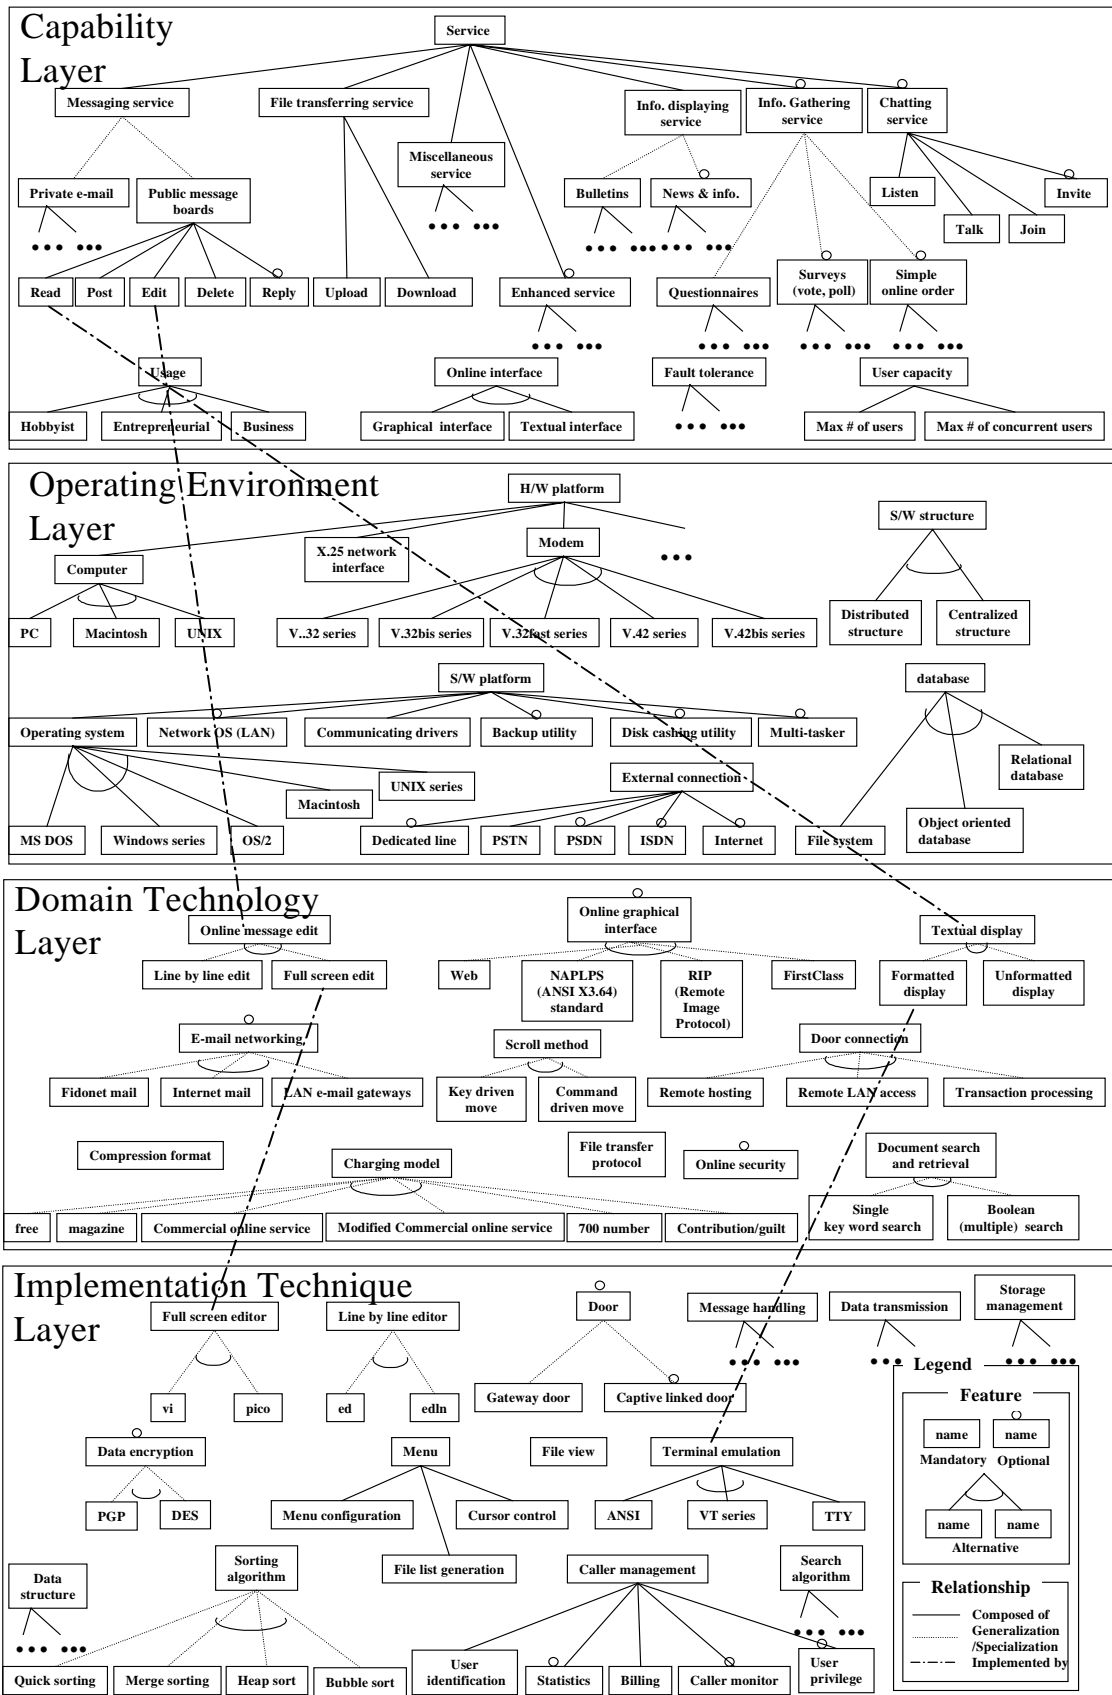 Capability
Layer
Service
Messaging service
File transferring service
Info. displaying
service
Info. Gathering
service
Chatting
service
Miscellaneous
service
Private e-mail
Public message
boards
Bulletins
News & info.
Listen
Invite
Talk
Join
Read
Post
Edit
Delete
Reply
Upload
Download
Enhanced service
Questionnaires
Surveys
(vote, poll)
Simple
online order
Usage
Online interface
Fault tolerance
User capacity
Hobbyist
Entrepreneurial
Business
Graphical interface
Textual interface
Max # of users
Max # of concurrent users
Operating Environment
Layer
H/W platform
S/W structure
Computer
X.25 network
interface
Modem
PC
Macintosh
UNIX
V..32 series
V.32bis series
V.32fast series
V.42 series
V.42bis series
Distributed
structure
Centralized
structure
S/W platform
database
Operating system
Network OS (LAN)
Communicating drivers
Backup utility
Disk cashing utility
Multi-tasker
Relational
database
External connection
UNIX series
Macintosh
MS DOS
Windows series
OS/2
Dedicated line
PSTN
PSDN
ISDN
Internet
File system
Object oriented
database
Domain Technology
Layer
Online message edit
Online graphical
interface
Textual display
Line by line edit
Full screen edit
Web
NAPLPS
(ANSI X3.64)
standard
RIP
(Remote
Image
Protocol)
FirstClass
Formatted
display
Unformatted
display
E-mail networking
Scroll method
Door connection
Fidonet mail
Internet mail
LAN e-mail gateways
Key driven
move
Command
driven move
Remote hosting
Remote LAN access
Transaction processing
Compression format
Charging model
File transfer
protocol
Online security
Document search
and retrieval
free
magazine
Commercial online service
Modified Commercial online service
700 number
Contribution/guilt
Single
key word search
Boolean
(multiple) search
Implementation Technique
Layer
Full screen editor
Line by line editor
Door
Message handling
Data transmission
Storage
management
vi
pico
ed
edln
Gateway door
Captive linked door
Data encryption
Menu
File view
Terminal emulation
PGP
DES
Menu configuration
Cursor control
ANSI
VT series
TTY
File list generation
Data
structure
Sorting
algorithm
Caller management
Search
algorithm
Quick sorting
Merge sorting
Heap sort
Bubble sort
User
identification
Statistics
Billing
Caller monitor
User
privilege
Legend
Feature
name
name
Mandatory
Optional
name
name
Alternative
Relationship
Composed of
Generalization
/Specialization
Implemented by